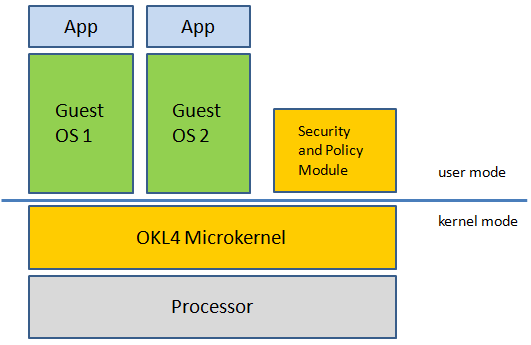 App
App
Guest
OS 1
Guest
OS 2
Security
and Policy
Module
user mode
kernel mode
OKL4 Microkernel
Processor